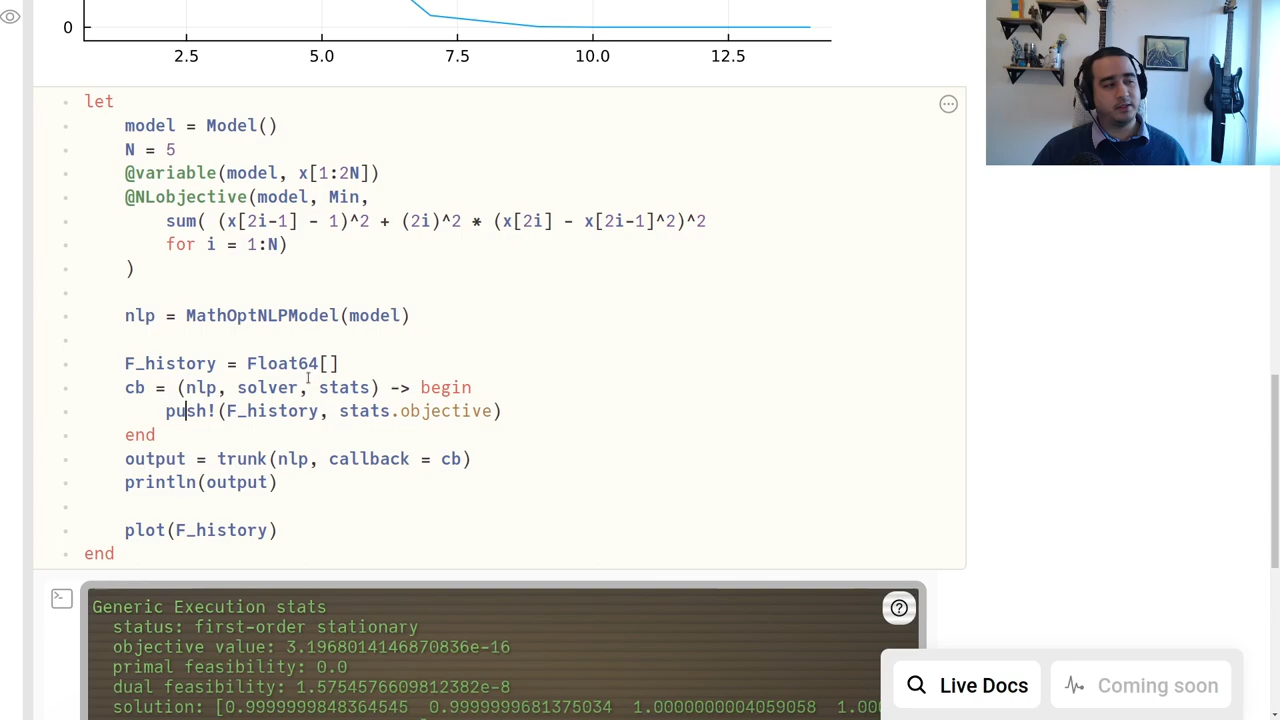 0
2.5 5.0 7.5 10.0 12.5
let
model = Model()
N = 5
@variable(model, x[1:2N])
@NLobjective(model, Min,
sum( (x[2i-1] - 1)^2 + (2i)^2 * (x[2i] - x[2i-1]^2)^2
for i = 1:N)
)
nlp = MathOptNLPModel(model)
F_history = Float64[]
cb = (nlp, solver, stats) -> begin
push!(F_history, stats.objective)
end
output = trunk(nlp, callback = cb)
println(output)
plot(F_history)
end
Generic Execution stats
status: first-order stationary
objective value: 3.1968014146870836e-16
primal feasibility: 0.0
dual feasibility: 1.5754576609812382e-8
solution: [0.9999999848364545 0.9999999681375034 1.0000000004059058 1.00
Live Docs
Coming soon